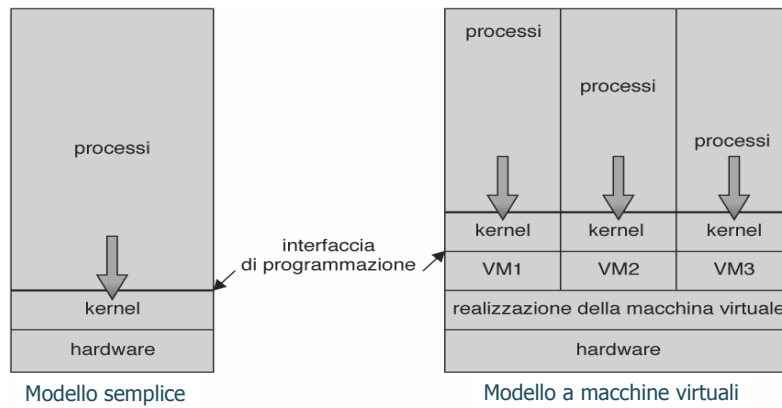 processi
kernel
hardware
Modello semplice
interfaccia
di programmazione
processi
processi
processi
kernel kernel kernel
VM1 VM2 VM3
realizzazione della macchina virtuale
hardware
Modello a macchine virtuali